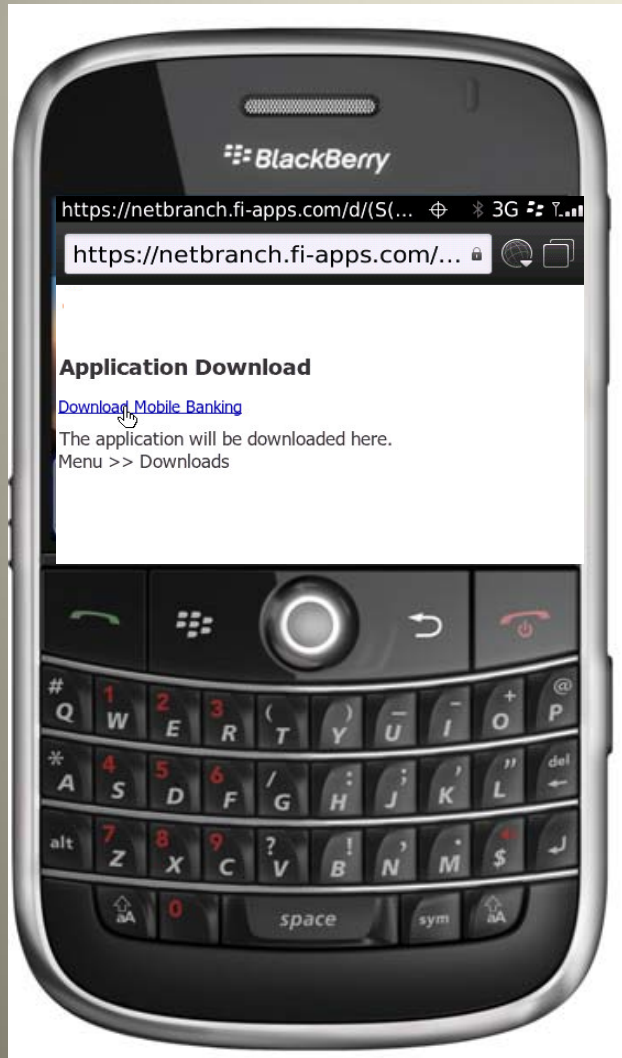 BlackBerry
https://netbranch.fi-apps.com/d/(S(... 3G
https://netbranch.fi-apps.com/...
Application Download
Download Mobile Banking
The application will be downloaded here.
Menu >> Downloads
# 1 2 3 ( ) _ - + @
Q W E R T Y U I O P
* 4 5 6 / : ; ' " del
A S D F G H J K L
alt 7 8 9 ? ! , . 
Z X C V B N M $
aA 0 space sym aA